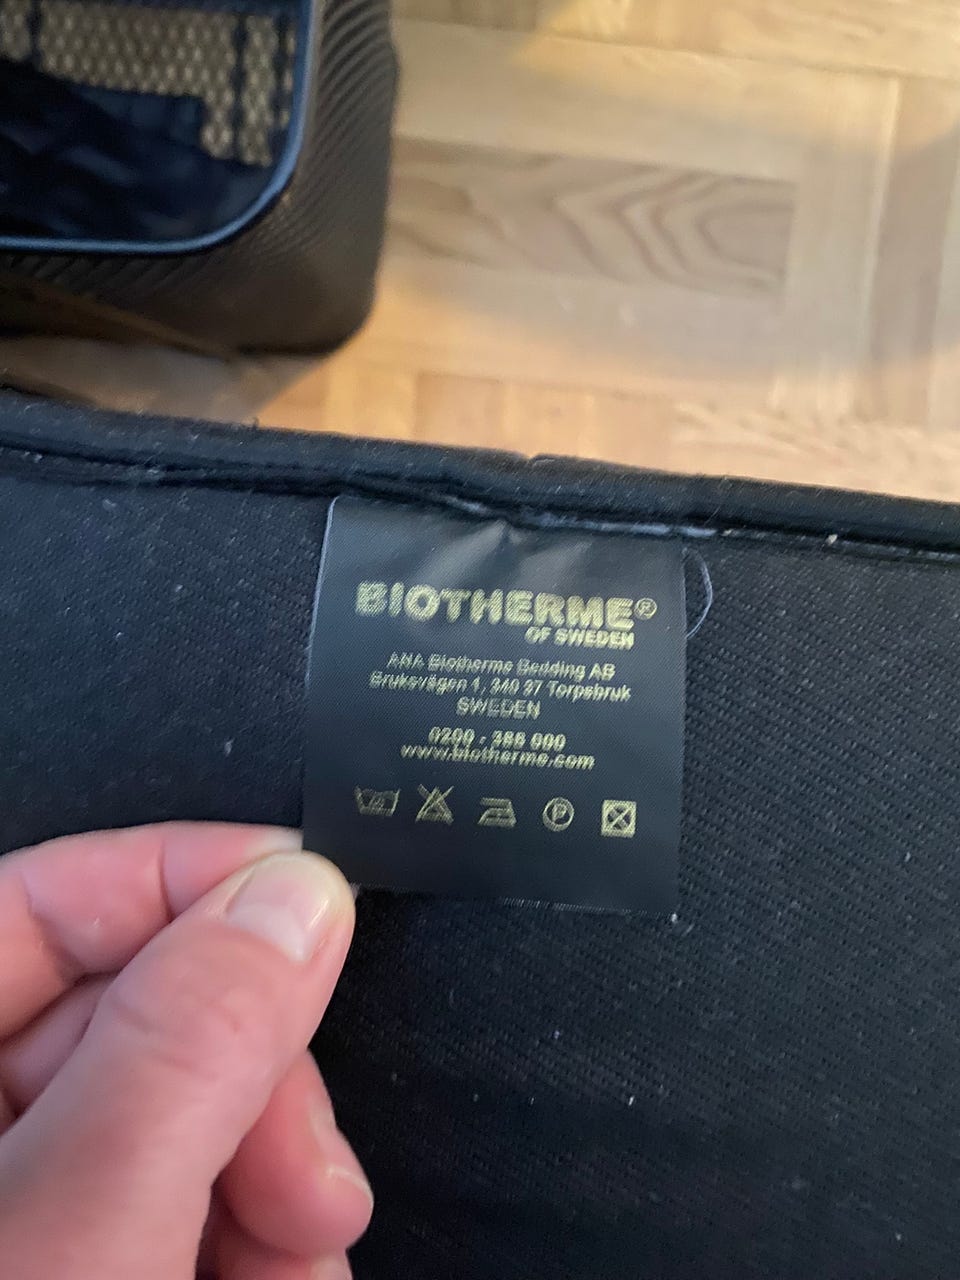 BIOTHERME®
OF SWEDEN
ANA Biotherme Bedding AB
Bruksvägen 1, 340 37 Torpsbruk
SWEDEN
0200 - 388 000
www.biotherme.com
P